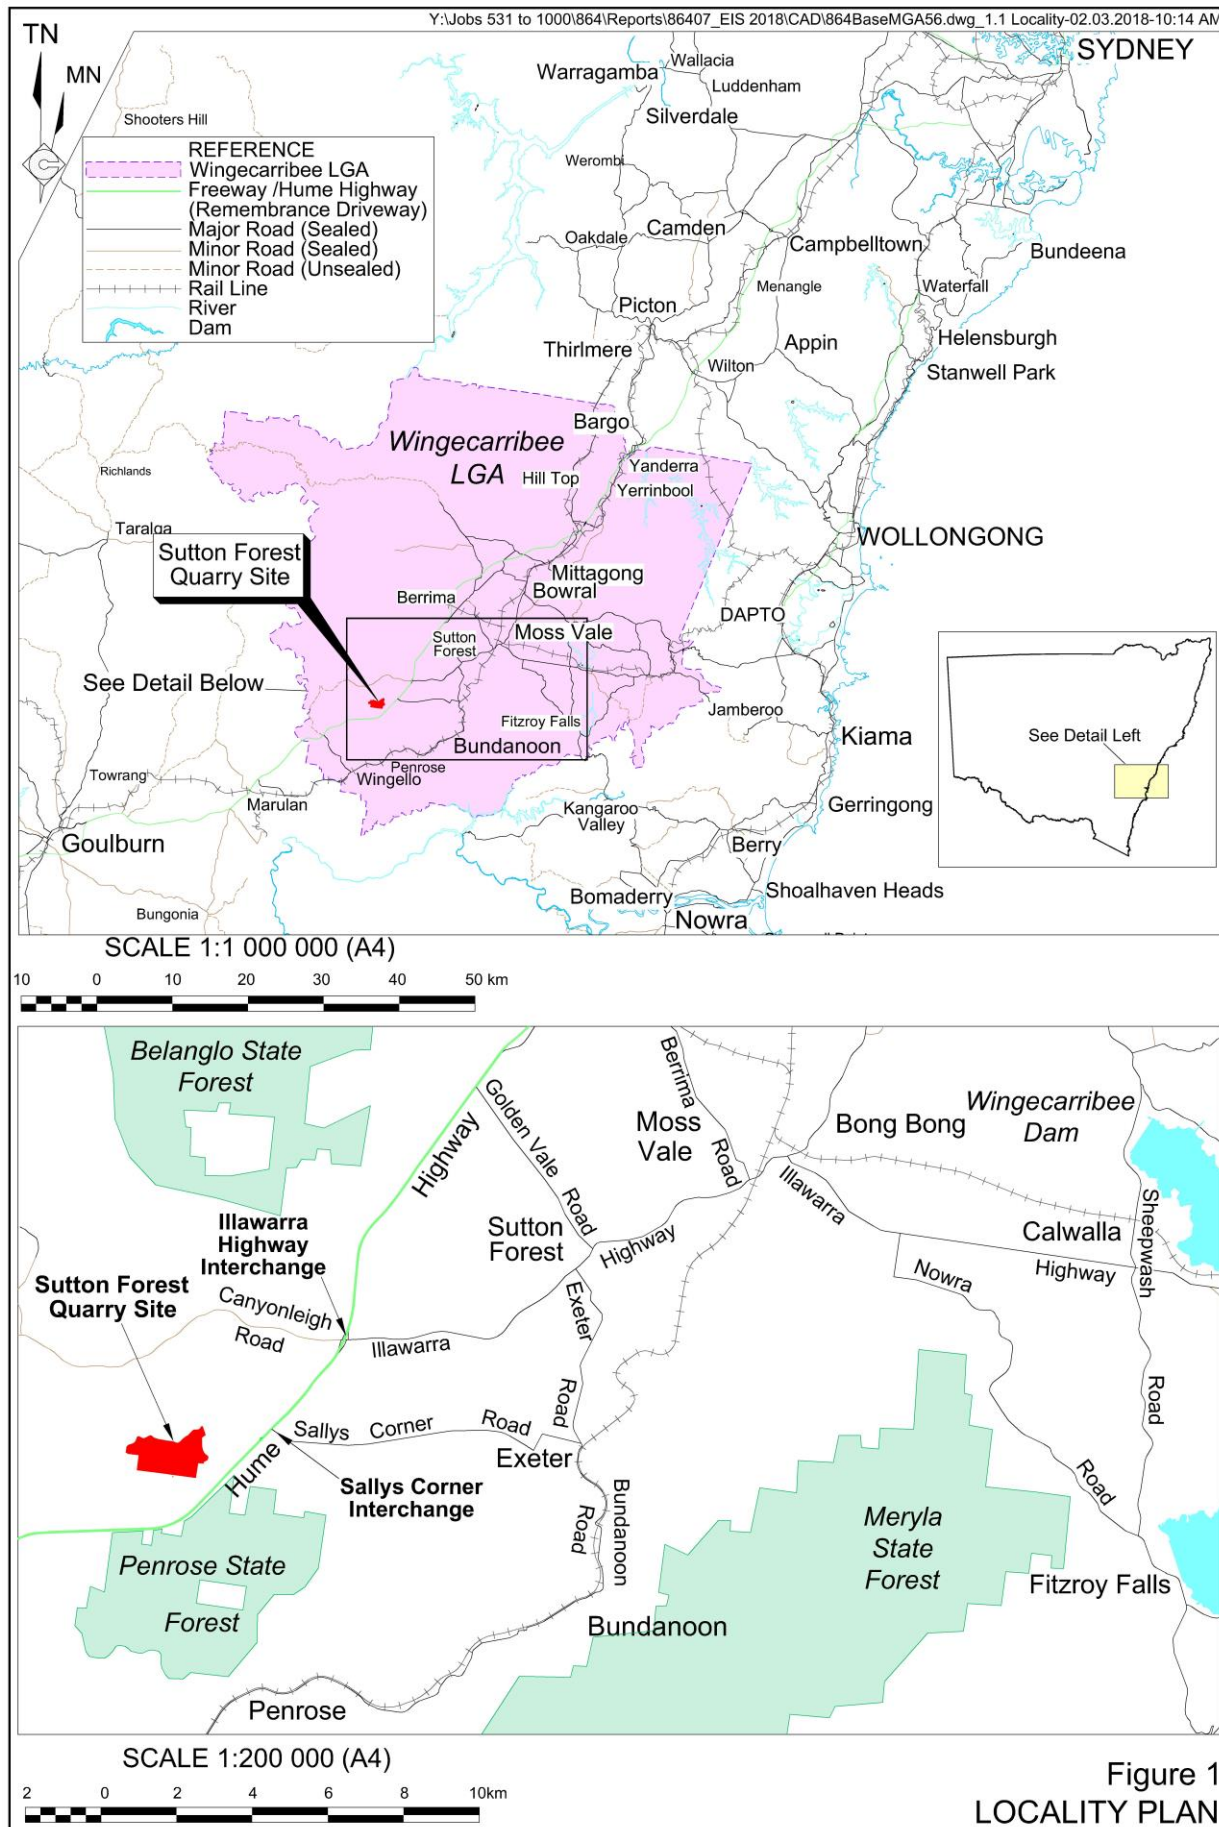 Y:\Jobs 531 to 1000\864\Reports\86407_EIS 2018\CAD\864BaseMGA56.dwg_1.1 Locality-02.03.2018-10:14 AM
TN
MN
SYDNEY
Wallacia
Warragamba
Luddenham
Silverdale
Shooters Hill
REFERENCE
Wingecarribee LGA
Freeway /Hume Highway
(Remembrance Driveway)
Major Road (Sealed)
Minor Road (Sealed)
Minor Road (Unsealed)
Rail Line
River
Dam
Werombi
Camden
Oakdale
Campbelltown
Bundeena
Menangle
Waterfall
Picton
Appin
Helensburgh
Thirlmere
Wilton
Stanwell Park
Bargo
Wingecarribee
LGA
Richlands
Hill Top
Yanderra
Yerrinbool
Taralga
WOLLONGONG
Sutton Forest
Quarry Site
Mittagong
Bowral
Berrima
DAPTO
Sutton
Forest
Moss Vale
See Detail Below
Jamberoo
Fitzroy Falls
Kiama
See Detail Left
Bundanoon
Penrose
Wingello
Towrang
Marulan
Kangaroo
Valley
Gerringong
Goulburn
Berry
Bomaderry
Shoalhaven Heads
Bungonia
Nowra
SCALE 1:1 000 000 (A4)
10 0 10 20 30 40 50 km
Belanglo State
Forest
Highway
Golden Vale Road
Berrima Road
Moss
Vale
Bong Bong
Wingecarribee
Dam
Illawarra
Highway
Interchange
Sutton
Forest
Highway
Illawarra
Calwalla
Sheepwash
Road
Highway
Nowra
Road
Sutton Forest
Quarry Site
Canyonleigh
Road
Illawarra
Exeter
Road
Sallys Corner Road
Exeter
Hume
Sallys Corner
Interchange
Bundanoon
Road
Meryla
State
Forest
Penrose State
Forest
Fitzroy Falls
Bundanoon
Penrose
SCALE 1:200 000 (A4)
2 0 2 4 6 8 10km
Figure 1
LOCALITY PLAN